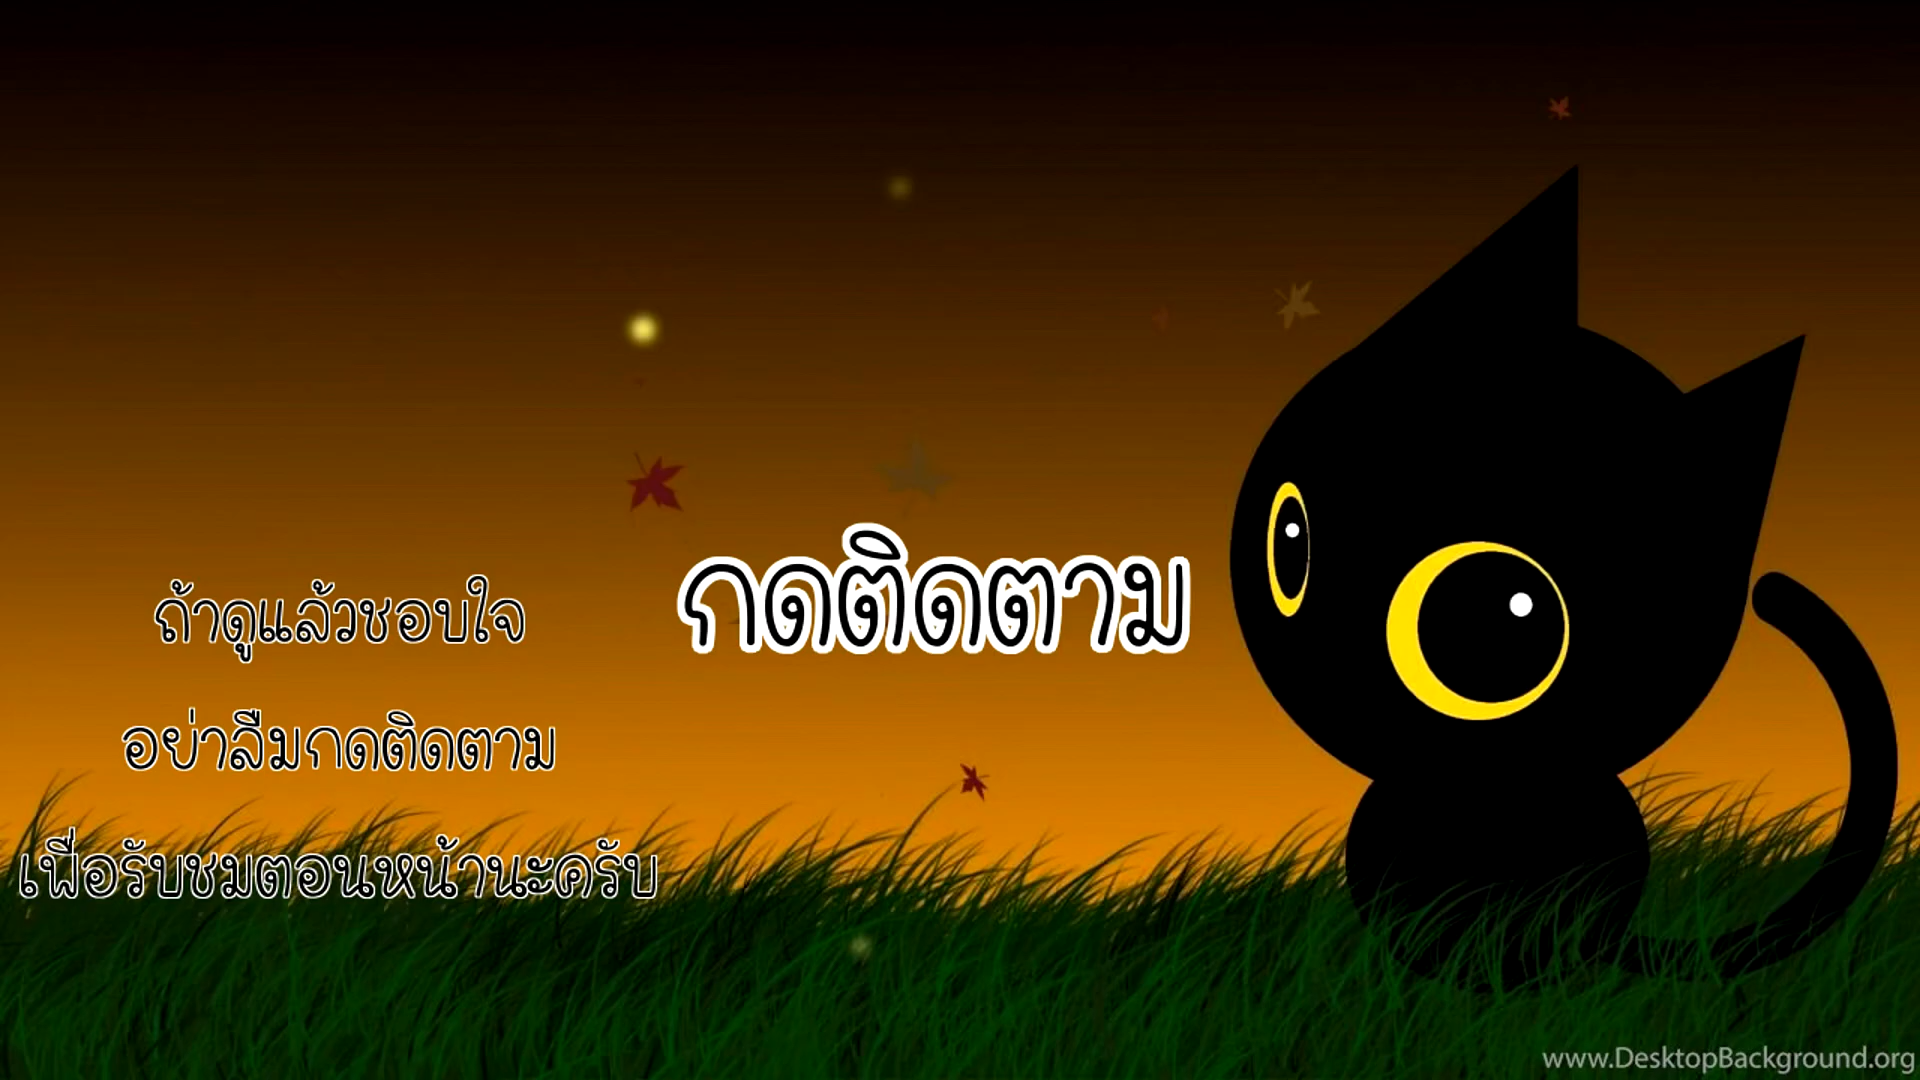 ถ้าดูแล้วชอบใจ
อย่าลืมกดติดตาม
เพื่อรับชมตอนหน้านะครับ
กดติดตาม
www.DesktopBackground.org